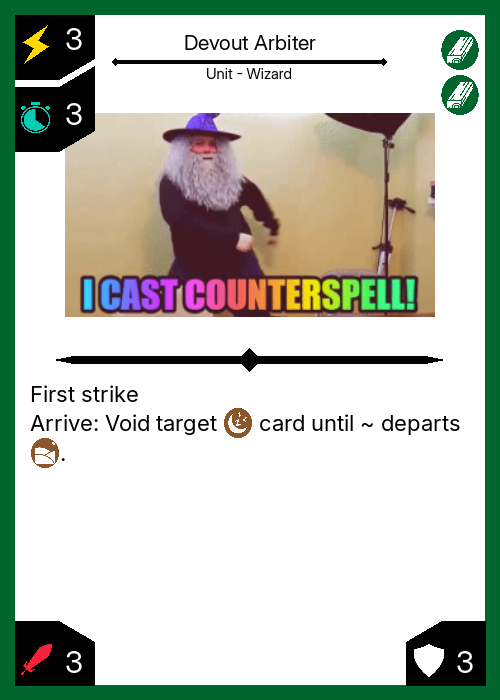 3
Devout Arbiter
Unit - Wizard
3
I CAST COUNTERSPELL!
First strike
Arrive: Void target card until ~ departs
.
3
3